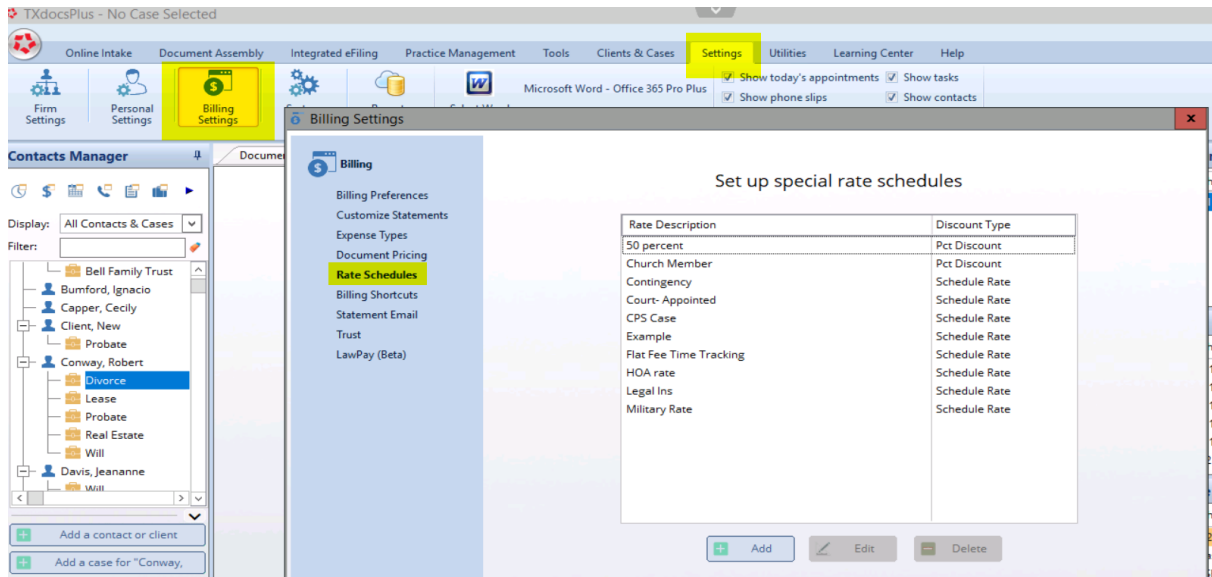 TXdocsPlus - No Case Selected
Online Intake Document Assembly Integrated eFiling Practice Management Tools Clients & Cases Settings Utilities Learning Center Help
Firm Settings
Personal Settings
Billing Settings
Microsoft Word - Office 365 Pro Plus
Show today's appointments Show tasks
Show phone slips Show contacts
Contacts Manager
Display: All Contacts & Cases
Filter:
Bell Family Trust
Bumford, Ignacio
Capper, Cecily
Client, New
Probate
Conway, Robert
Divorce
Lease
Probate
Real Estate
Will
Davis, Jeananne
Will
Add a contact or client
Add a case for "Conway,
Billing Settings
Billing
Billing Preferences
Customize Statements
Expense Types
Document Pricing
Rate Schedules
Billing Shortcuts
Statement Email
Trust
LawPay (Beta)
Set up special rate schedules
Rate Description Discount Type
50 percent Pct Discount
Church Member Pct Discount
Contingency Schedule Rate
Court- Appointed Schedule Rate
CPS Case Schedule Rate
Example Schedule Rate
Flat Fee Time Tracking Schedule Rate
HOA rate Schedule Rate
Legal Ins Schedule Rate
Military Rate Schedule Rate
Add Edit Delete